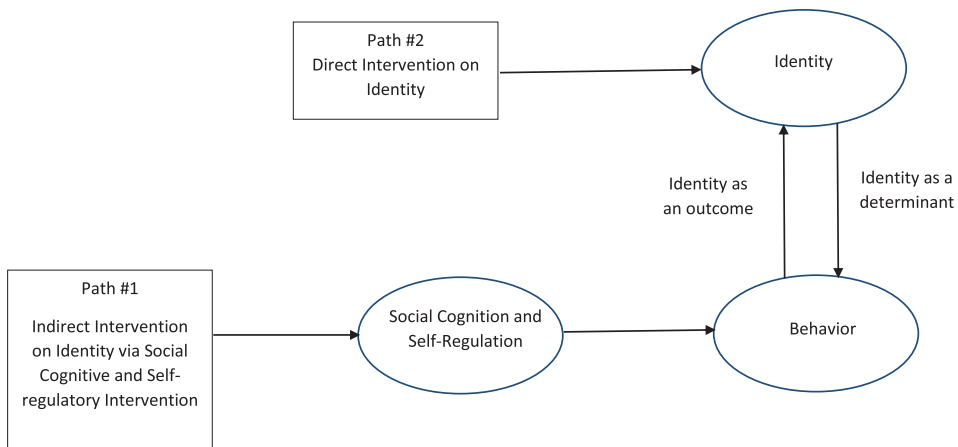 Path #2
Direct Intervention on
Identity
Identity
Identity as
an outcome
Identity as a
determinant
Path #1
Indirect Intervention
on Identity via Social
Cognitive and Self-
regulatory Intervention
Social Cognition and
Self-Regulation
Behavior